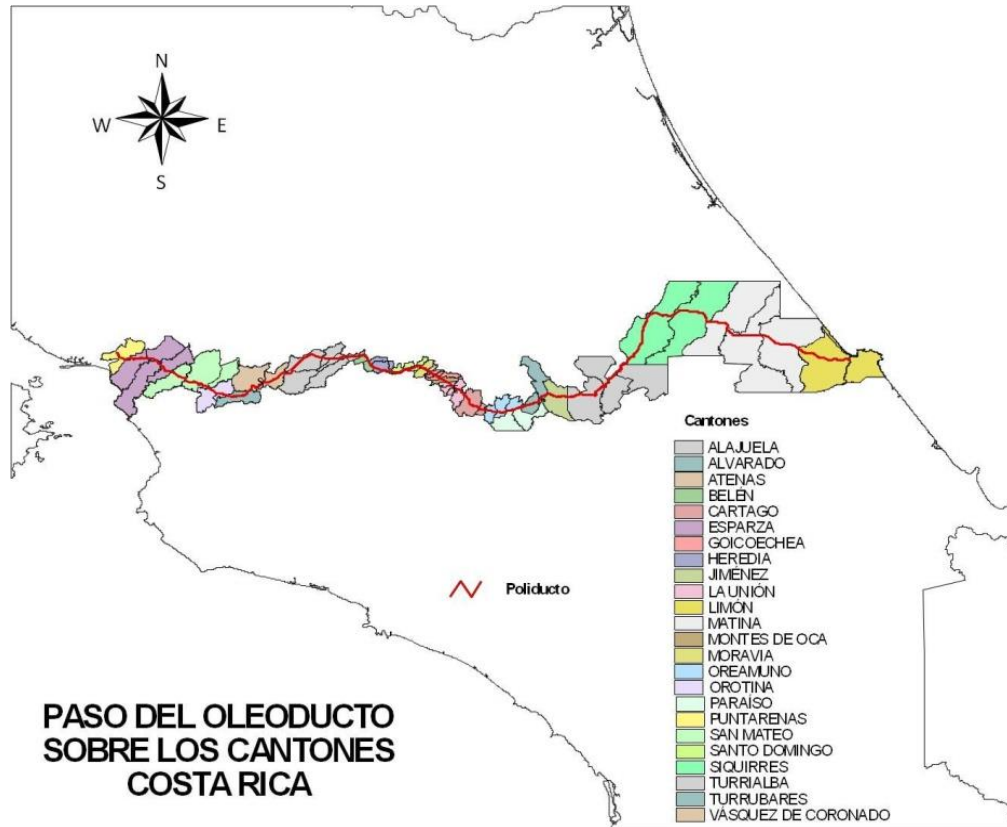 N
W E
S
Cantones
ALAJUELA
ALVARADO
ATENAS
BELÉN
CARTAGO
ESPARZA
GOICOECHEA
HEREDIA
JIMÉNEZ
LA UNIÓN
LIMÓN
MATINA
MONTES DE OCA
MORAVIA
OREAMUNO
OROTINA
PARAÍSO
PUNTARENAS
SAN MATEO
SANTO DOMINGO
SIQUIRRES
TURRIALBA
TURRUBARES
VÁSQUEZ DE CORONADO
Poliducto
PASO DEL OLEODUCTO
SOBRE LOS CANTONES
COSTA RICA